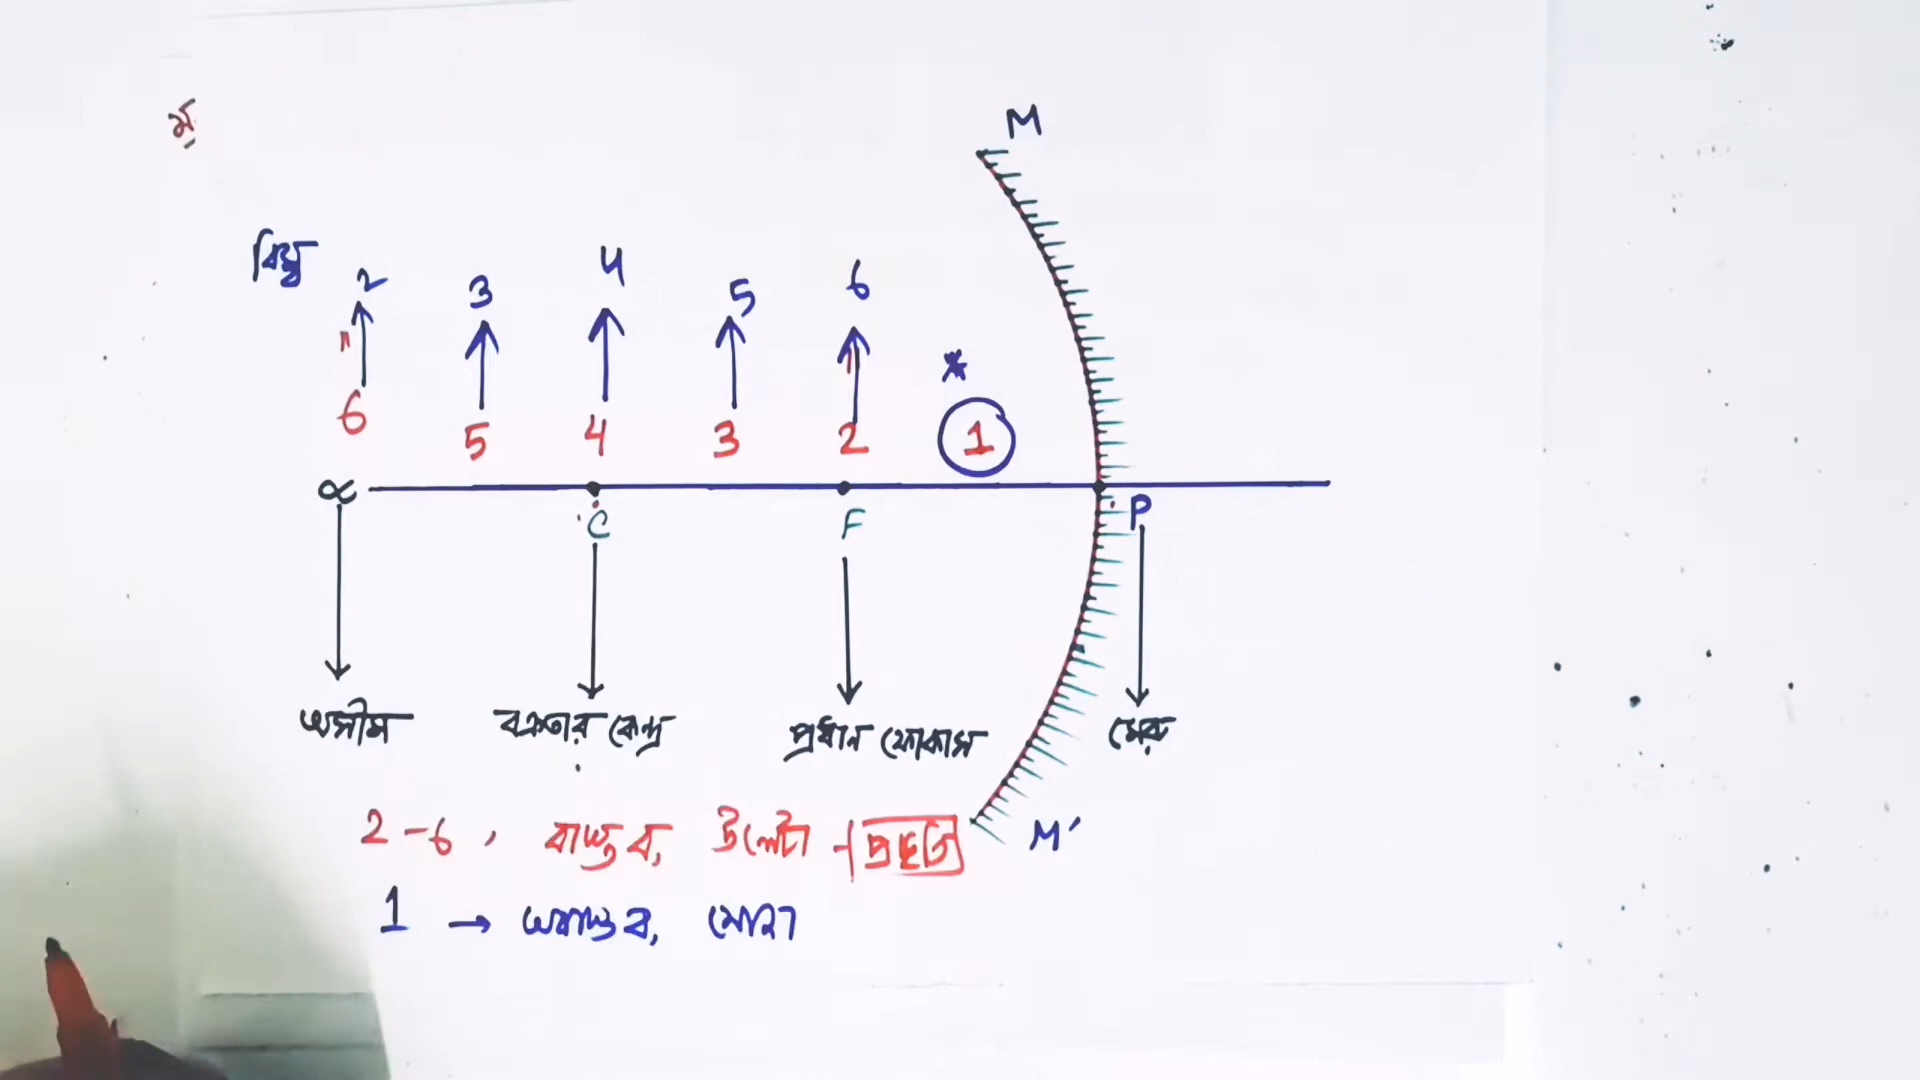 M
বিম্ব 2 3 4 5 6
6 5 4 3 2 1
∝ C F P
অসীম বক্রতার কেন্দ্র প্রধান ফোকাস মেরু
2-6, বাস্তব, উল্টো
M′
1 → অবাস্তব, সোজা